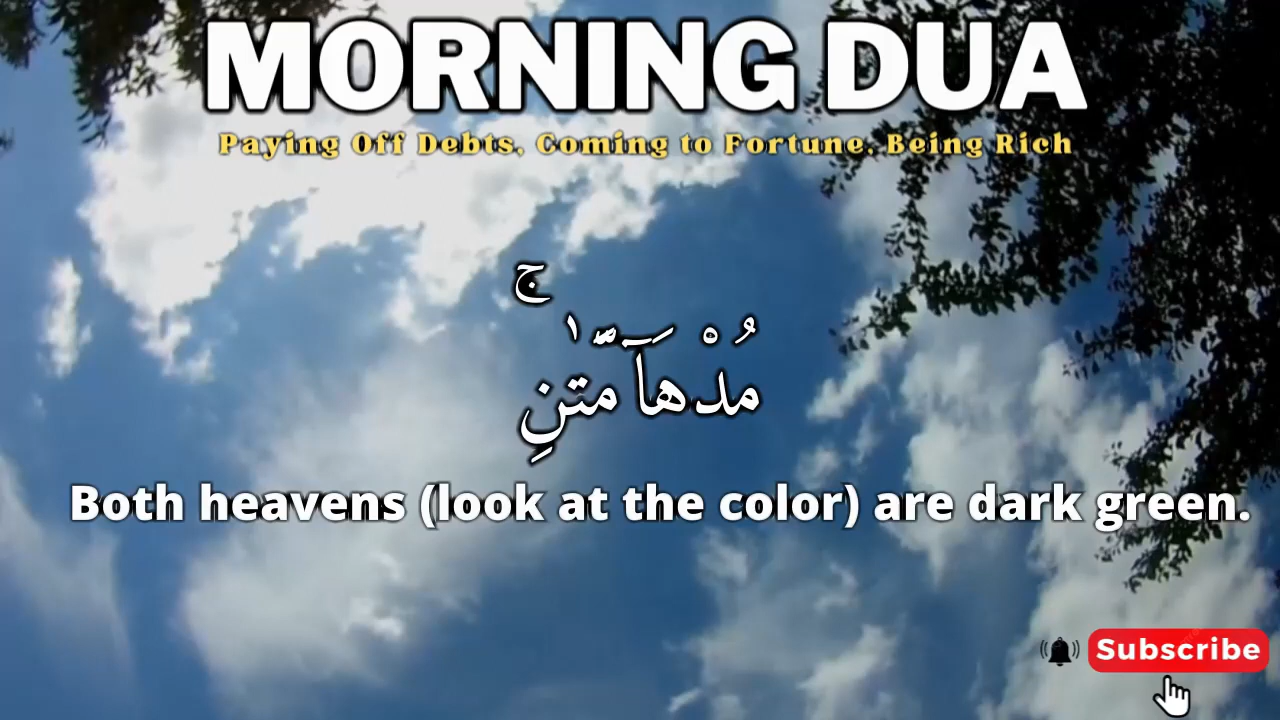 MORNING DUA
Paying Off Debts, Coming to Fortune, Being Rich
مُدْهَآمَّتٰنِۚ
Both heavens (look at the color) are dark green.
Subscribe